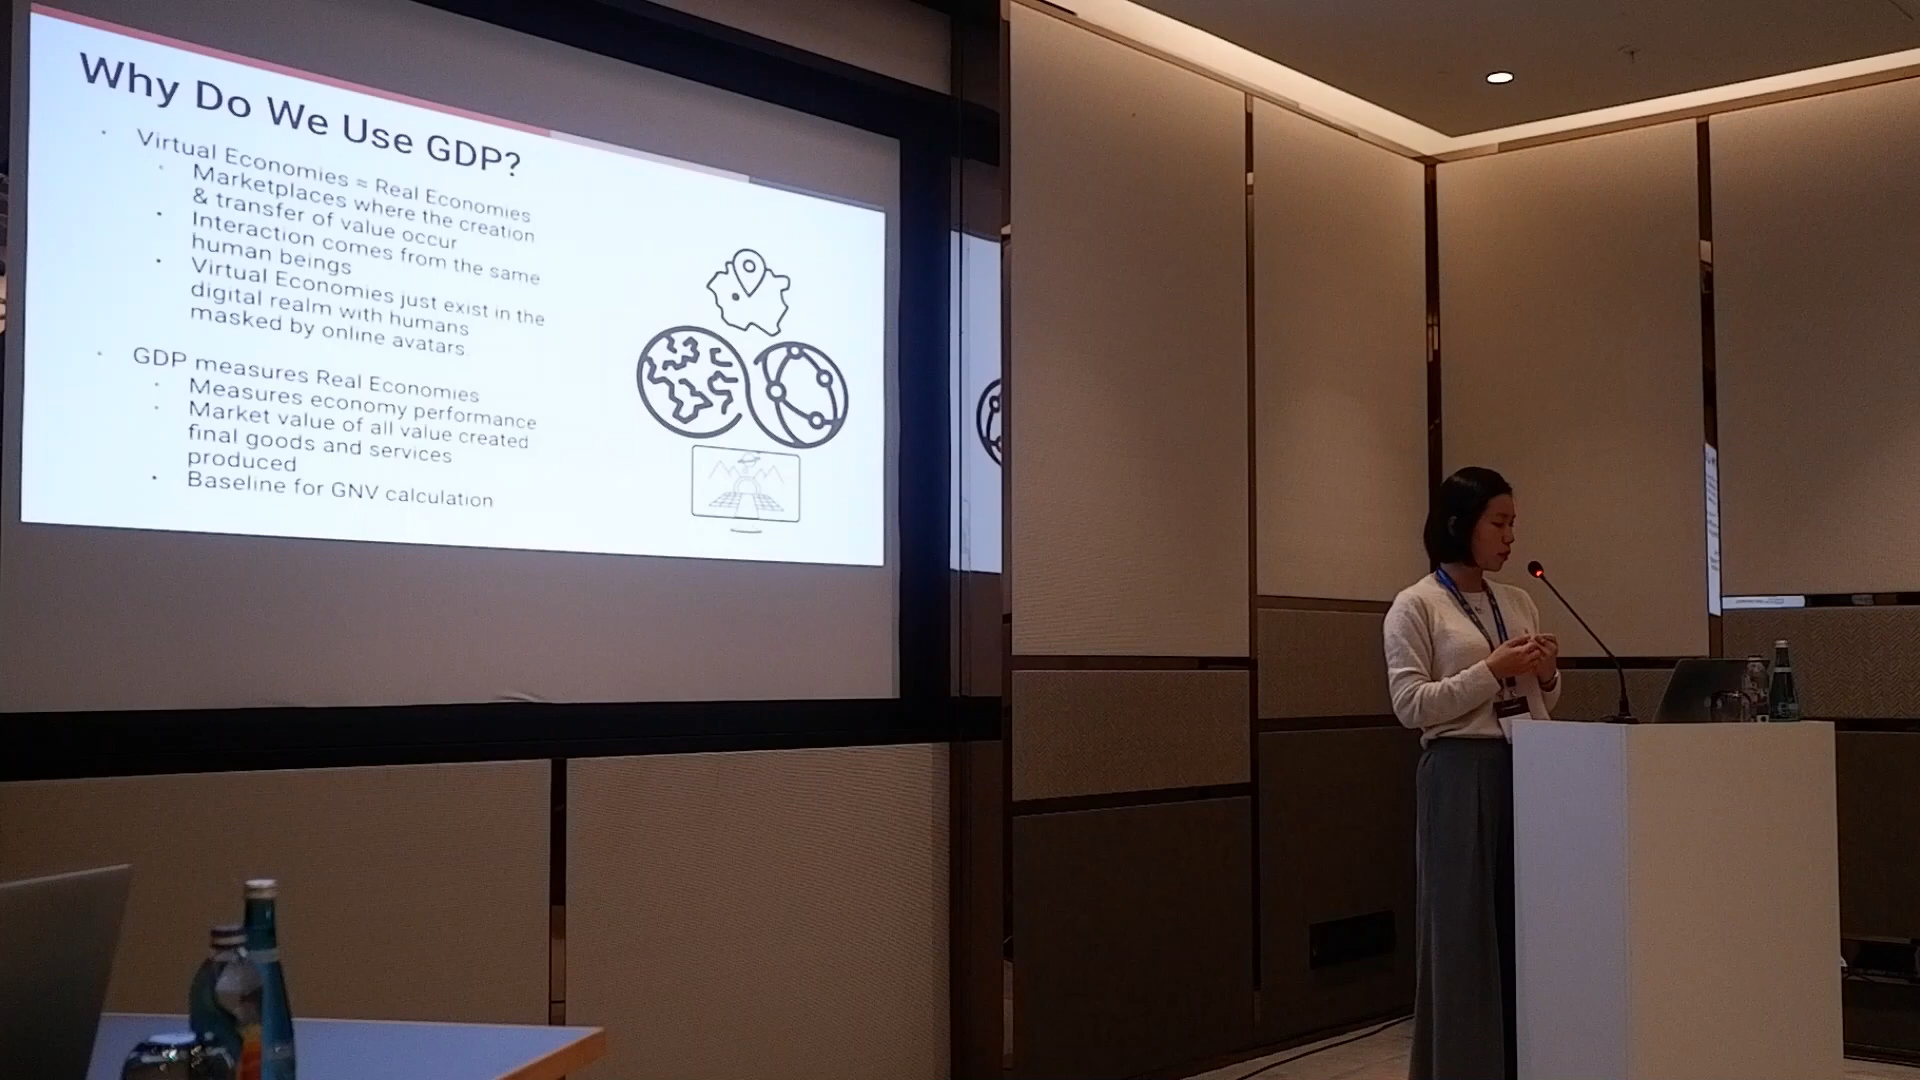 Why Do We Use GDP?
Virtual Economies ≈ Real Economies
Marketplaces where the creation
& transfer of value occur
Interaction comes from the same
human beings
Virtual Economies just exist in the
digital realm with humans
masked by online avatars
GDP measures Real Economies
Measures economy performance
Market value of all value created
final goods and services
produced
Baseline for GNV calculation